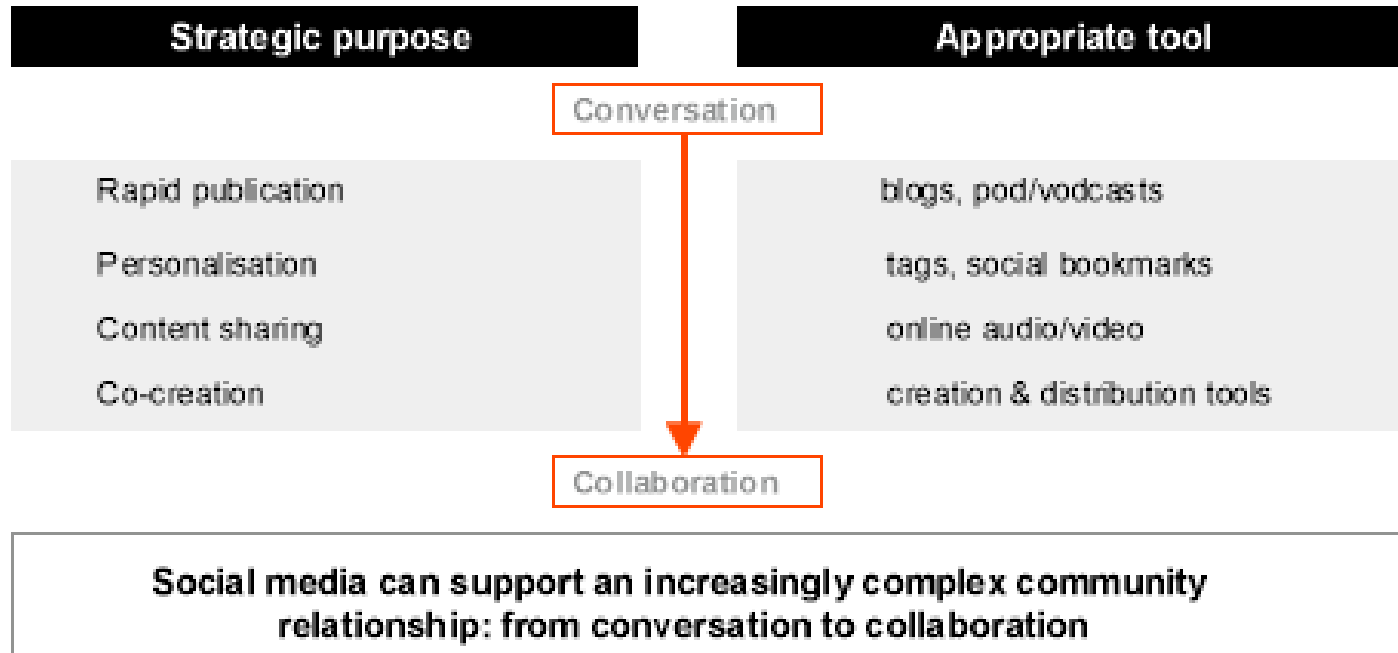 Strategic purpose
Appropriate tool
Conversation
Rapid publication
blogs, pod/vodcasts
Personalisation
tags, social bookmarks
Content sharing
online audio/video
Co-creation
creation & distribution tools
Collaboration
Social media can support an increasingly complex community
relationship: from conversation to collaboration